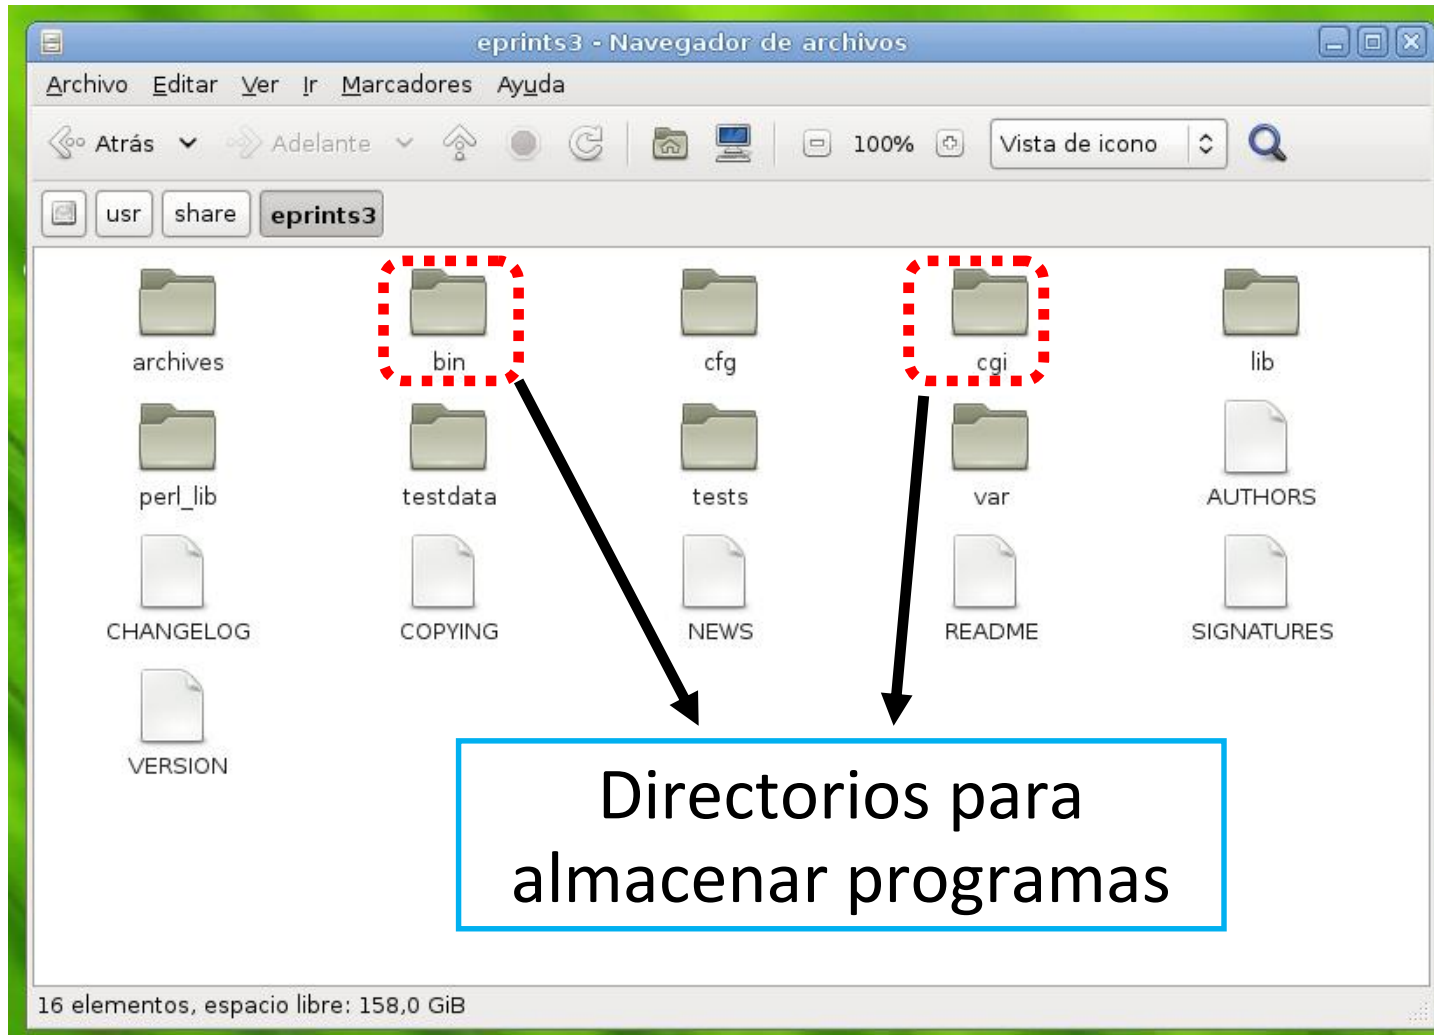 eprints3 - Navegador de archivos
Archivo Editar Ver Ir Marcadores Ayuda
Atrás Adelante 100% Vista de icono
usr share eprints3
archives bin cfg cgi lib
perl_lib testdata tests var AUTHORS
CHANGELOG COPYING NEWS README SIGNATURES
VERSION
Directorios para
almacenar programas
16 elementos, espacio libre: 158,0 GiB